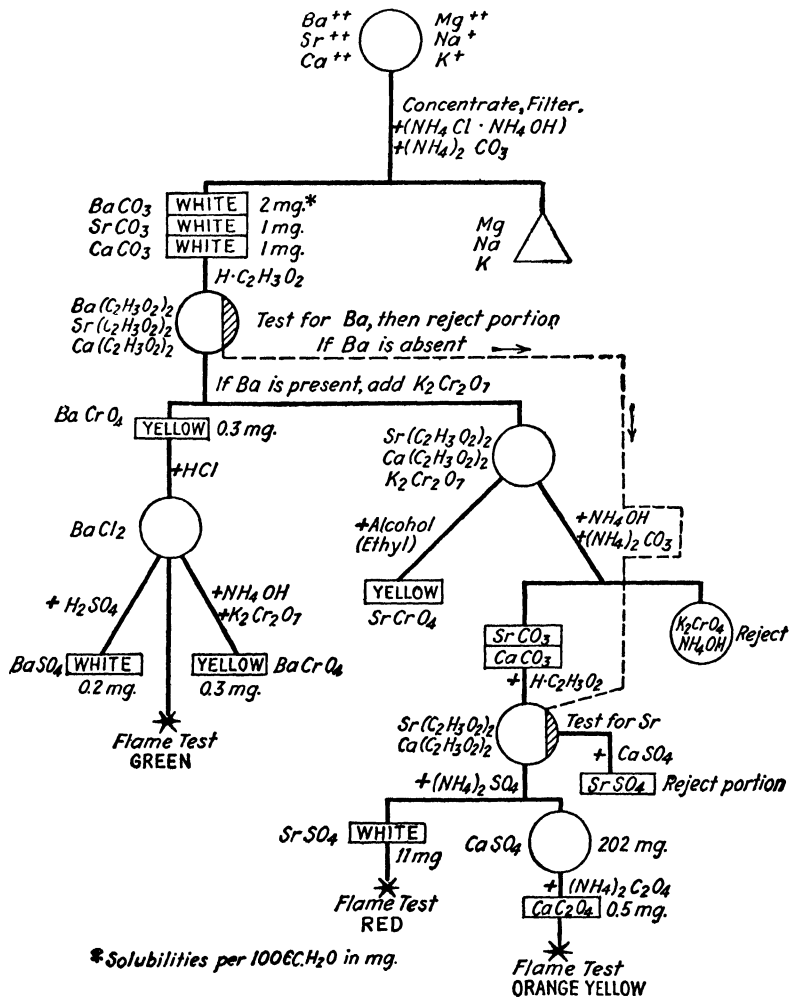 Ba++ Mg++
Sr++ Na+
Ca++ K+
Concentrate, Filter.
+(NH4 Cl · NH4 OH)
+(NH4)2 CO3
BaCO3 WHITE 2 mg.*
SrCO3 WHITE 1 mg.
CaCO3 WHITE 1 mg.
Mg
Na
K
H·C2H3O2
Ba(C2H3O2)2
Sr(C2H3O2)2
Ca(C2H3O2)2
Test for Ba, then reject portion
If Ba is absent
If Ba is present, add K2Cr2O7
BaCrO4
YELLOW 0.3 mg.
Sr(C2H3O2)2
Ca(C2H3O2)2
K2Cr2O7
+HCl
BaCl2
+Alcohol
(Ethyl)
+NH4OH
+(NH4)2 CO3
YELLOW
SrCrO4
+ H2SO4
+NH4OH
+K2Cr2O7
BaSO4 WHITE
0.2 mg.
YELLOW BaCrO4
0.3 mg.
Flame Test
GREEN
SrCO3
CaCO3
K2CrO4
NH4OH
Reject
+ H·C2H3O2
Sr(C2H3O2)2
Ca(C2H3O2)2
Test for Sr
+ CaSO4
SrSO4 Reject portion
+(NH4)2 SO4
SrSO4 WHITE
11 mg
CaSO4 202 mg.
Flame Test
RED
+ (NH4)2 C2O4
CaC2O4 0.5 mg.
Flame Test
ORANGE YELLOW
*Solubilities per 100CC.H2O in mg.